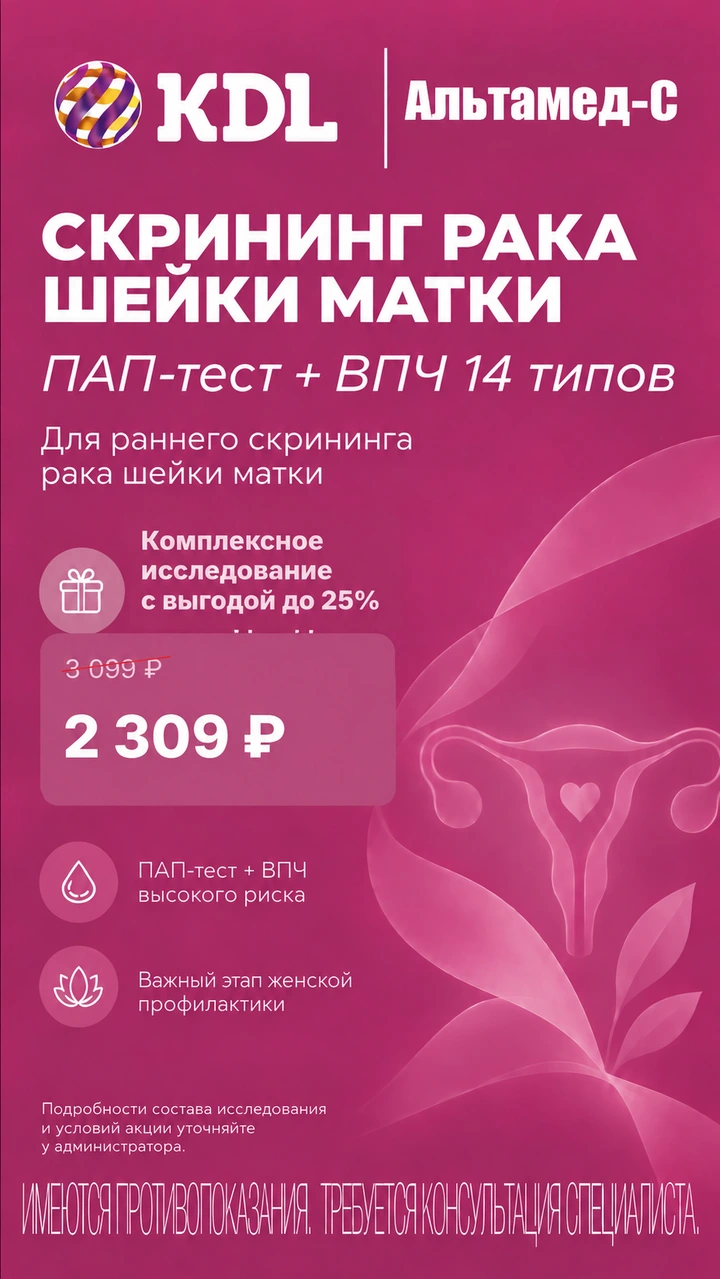 KDL
Альтамед-С
СКРИНИНГ РАКА
ШЕЙКИ МАТКИ
ПАП-тест + ВПЧ 14 типов
Для раннего скрининга
рака шейки матки
Комплексное
исследование
с выгодой до 25%
3 099 ₽
2 309 ₽
ПАП-тест + ВПЧ
высокого риска
Важный этап женской
профилактики
Подробности состава исследования
и условий акции уточняйте
у администратора.
ИМЕЮТСЯ ПРОТИВОПОКАЗАНИЯ. ТРЕБУЕТСЯ КОНСУЛЬТАЦИЯ СПЕЦИАЛИСТА.